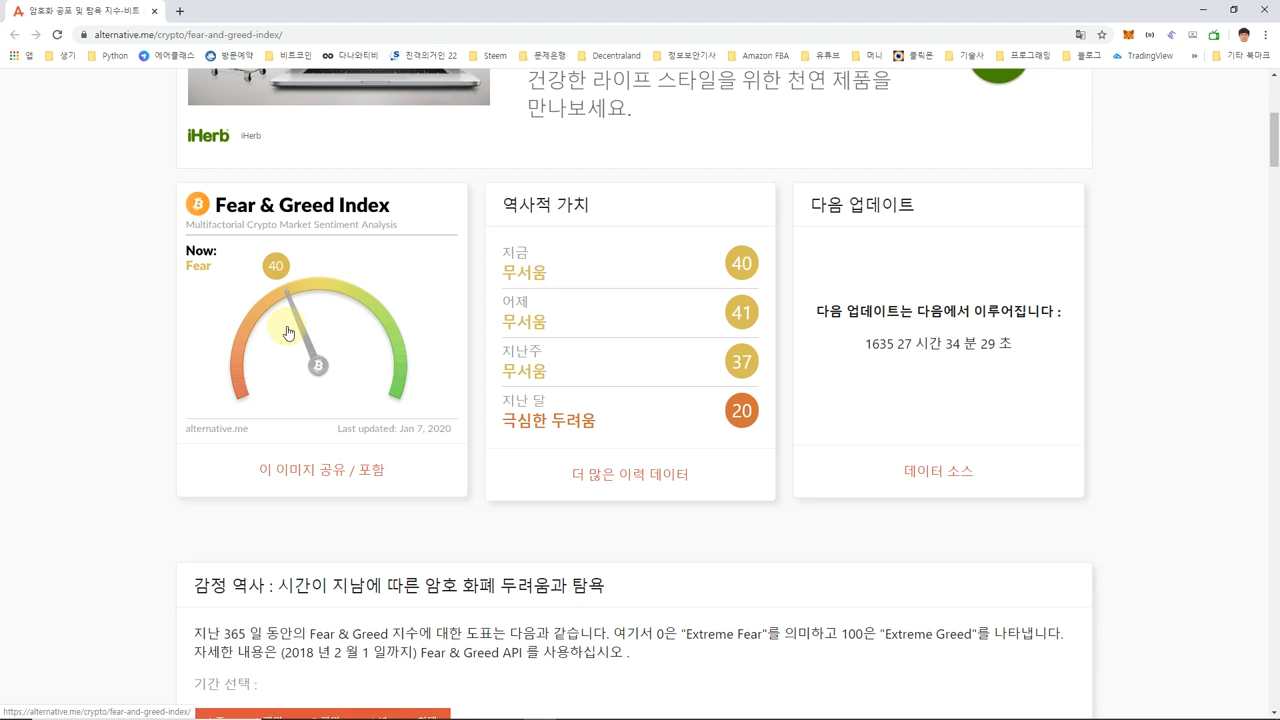 암호화 공포 및 탐욕 지수-비트
alternative.me/crypto/fear-and-greed-index/
앱 생기 Python 에어클래스 방문예약 비트코인 다나와티비 진격의거인 22 Steem 문제은행 Decentraland 정보보안기사 Amazon FBA 유튜브 머니 클릭은 기술사 프로그래밍 블로그 TradingView » 기타 북마크
건강한 라이프 스타일을 위한 천연 제품을
만나보세요.
iHerb iHerb
Fear & Greed Index
Multifactorial Crypto Market Sentiment Analysis
Now:
Fear
40
alternative.me Last updated: Jan 7, 2020
이 이미지 공유 / 포함
역사적 가치
지금
무서움 40
어제
무서움 41
지난주
무서움 37
지난 달
극심한 두려움 20
더 많은 이력 데이터
다음 업데이트
다음 업데이트는 다음에서 이루어집니다 :
1635 27 시간 34 분 29 초
데이터 소스
감정 역사 : 시간이 지남에 따른 암호 화폐 두려움과 탐욕
지난 365 일 동안의 Fear & Greed 지수에 대한 도표는 다음과 같습니다. 여기서 0은 "Extreme Fear"를 의미하고 100은 "Extreme Greed"를 나타냅니다.
자세한 내용은 (2018 년 2 월 1 일까지) Fear & Greed API 를 사용하십시오 .
기간 선택 :
https://alternative.me/crypto/fear-and-greed-index/